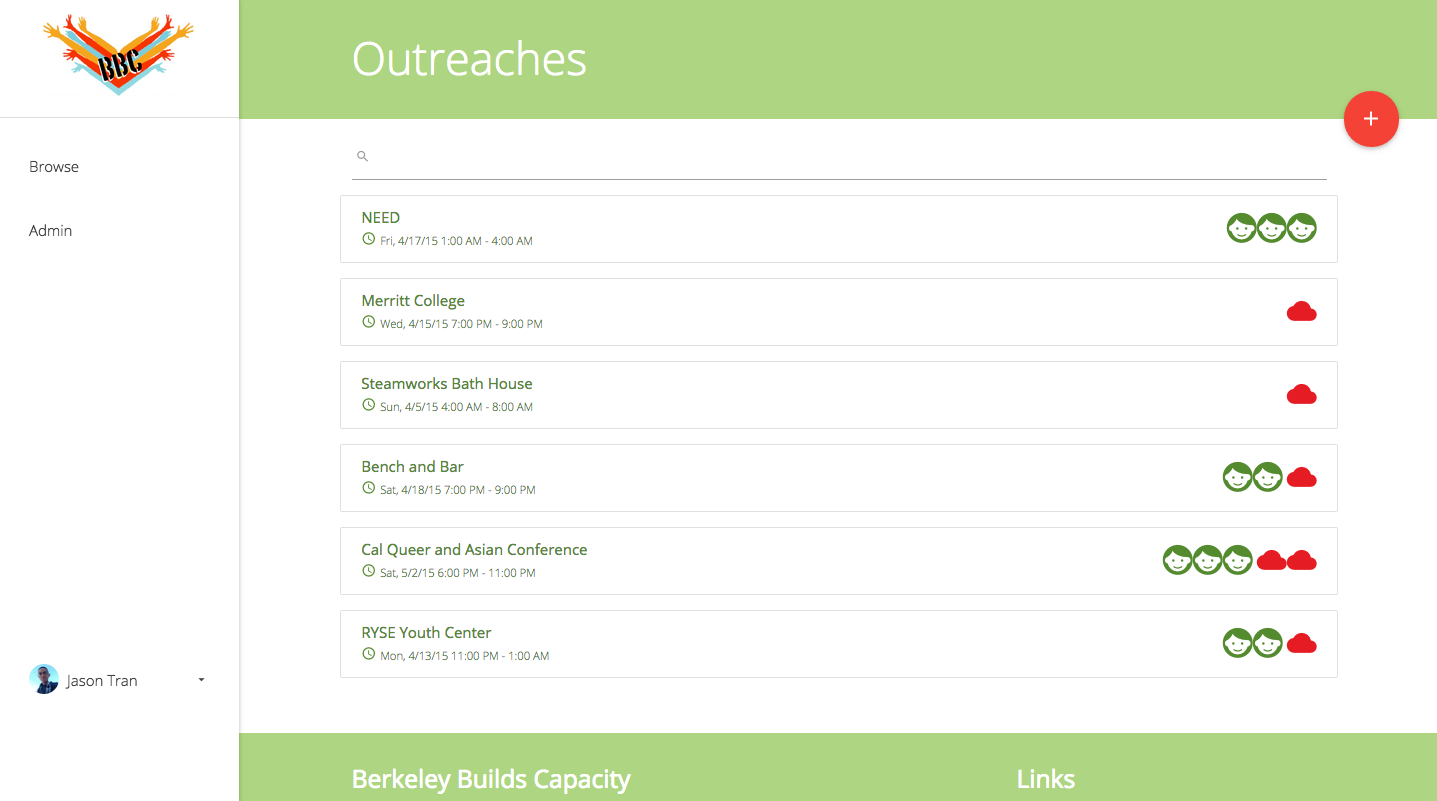 BBC
Outreaches
+
Browse
Admin
NEED
Fri, 4/17/15 1:00 AM - 4:00 AM
Merritt College
Wed, 4/15/15 7:00 PM - 9:00 PM
Steamworks Bath House
Sun, 4/5/15 4:00 AM - 8:00 AM
Bench and Bar
Sat, 4/18/15 7:00 PM - 9:00 PM
Cal Queer and Asian Conference
Sat, 5/2/15 6:00 PM - 11:00 PM
RYSE Youth Center
Mon, 4/13/15 11:00 PM - 1:00 AM
Jason Tran
Berkeley Builds Capacity
Links